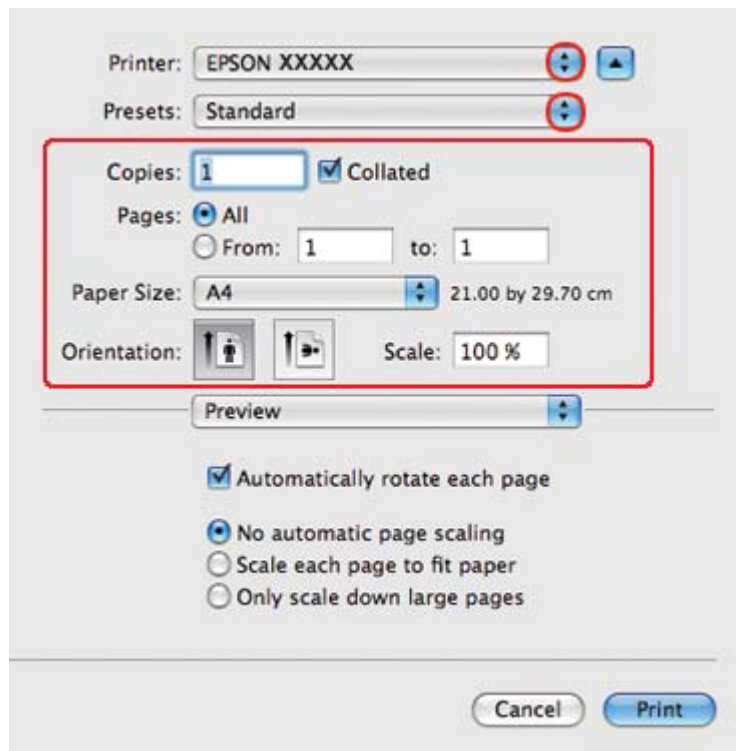 Printer: EPSON XXXXX
Presets: Standard
Copies: 1 Collated
Pages: All
From: 1 to: 1
Paper Size: A4 21.00 by 29.70 cm
Orientation: Scale: 100 %
Preview
Automatically rotate each page
No automatic page scaling
Scale each page to fit paper
Only scale down large pages
Cancel Print